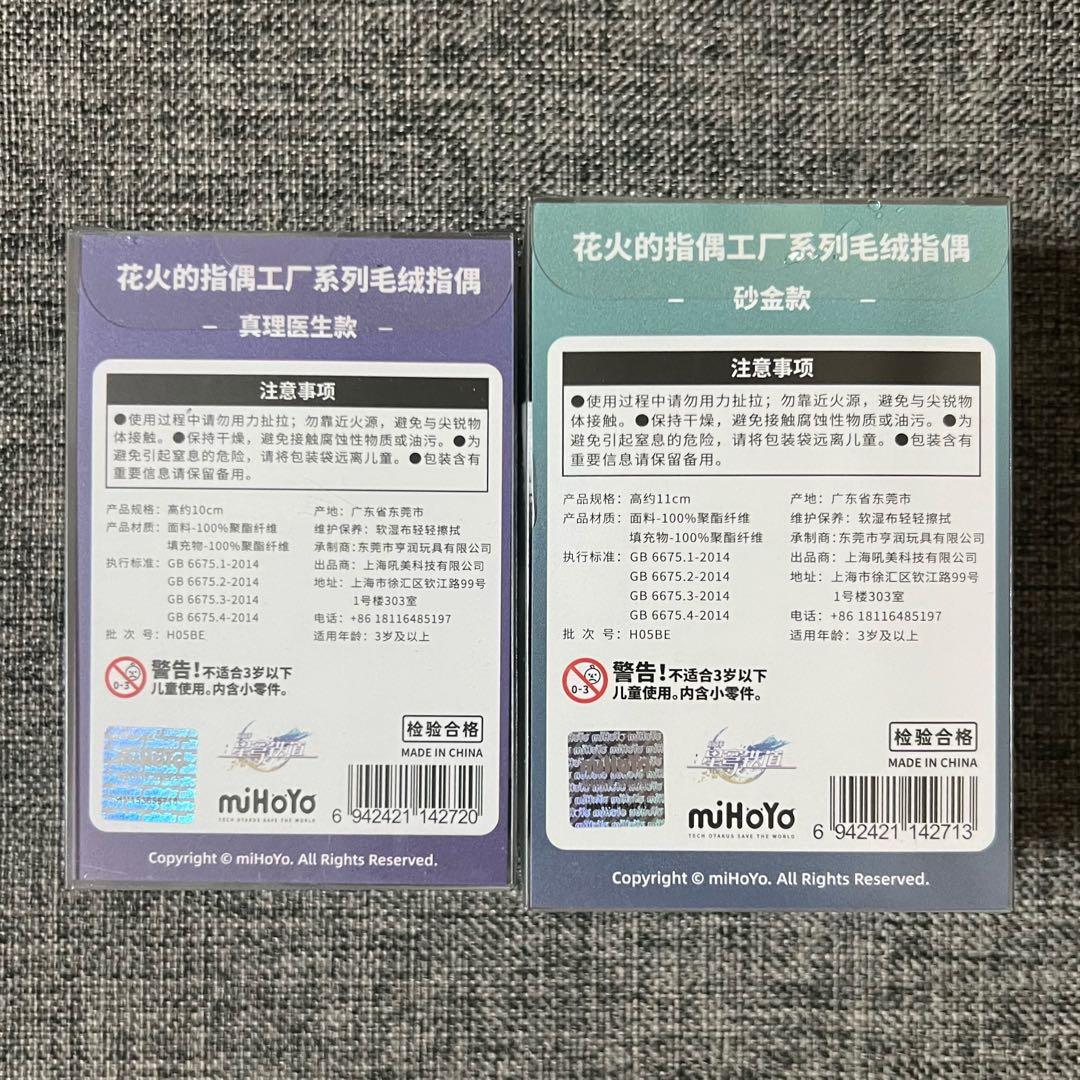 花火的指偶工厂系列毛绒指偶
真理医生款
注意事项
●使用过程中请勿用力扯拉；勿靠近火源，避免与尖锐物
体接触。●保持干燥，避免接触腐蚀性物质或油污。●为
避免引起窒息的危险，请将包装袋远离儿童。●包装含有
重要信息请保留备用。
产品规格：高约10cm
产品材质：面料-100%聚酯纤维
填充物-100%聚酯纤维
执行标准：GB 6675.1-2014
GB 6675.2-2014
GB 6675.3-2014
GB 6675.4-2014
批 次 号：H05BE
产地：广东省东莞市
维护保养：软湿布轻轻擦拭
承制商：东莞市亨润玩具有限公司
出品商：上海吼美科技有限公司
地址：上海市徐汇区钦江路99号
1号楼303室
电话：+86 18116485197
适用年龄：3岁及以上
0-3
警告！不适合3岁以下
儿童使用。内含小零件。
检验合格
MADE IN CHINA
星穹铁道
miHoYo
TECH OTAKUS SAVE THE WORLD
6 942421 142720
Copyright © miHoYo. All Rights Reserved.
花火的指偶工厂系列毛绒指偶
砂金款
注意事项
●使用过程中请勿用力扯拉；勿靠近火源，避免与尖锐物
体接触。●保持干燥，避免接触腐蚀性物质或油污。●为
避免引起窒息的危险，请将包装袋远离儿童。●包装含有
重要信息请保留备用。
产品规格：高约11cm
产品材质：面料-100%聚酯纤维
填充物-100%聚酯纤维
执行标准：GB 6675.1-2014
GB 6675.2-2014
GB 6675.3-2014
GB 6675.4-2014
批 次 号：H05BE
产地：广东省东莞市
维护保养：软湿布轻轻擦拭
承制商：东莞市亨润玩具有限公司
出品商：上海吼美科技有限公司
地址：上海市徐汇区钦江路99号
1号楼303室
电话：+86 18116485197
适用年龄：3岁及以上
0-3
警告！不适合3岁以下
儿童使用。内含小零件。
检验合格
MADE IN CHINA
miHoYo
星穹铁道
miHoYo
TECH OTAKUS SAVE THE WORLD
6 942421 142713
Copyright © miHoYo. All Rights Reserved.